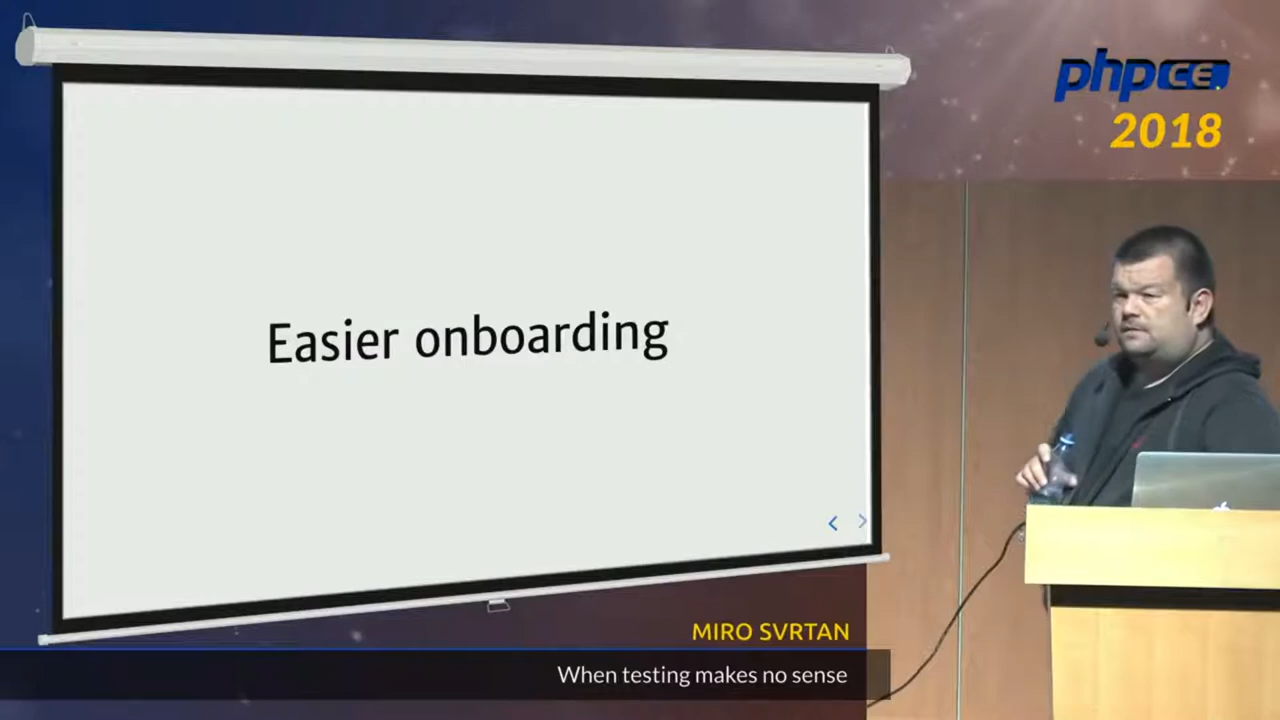 phpce
2018
Easier onboarding
MIRO SVRTAN
When testing makes no sense